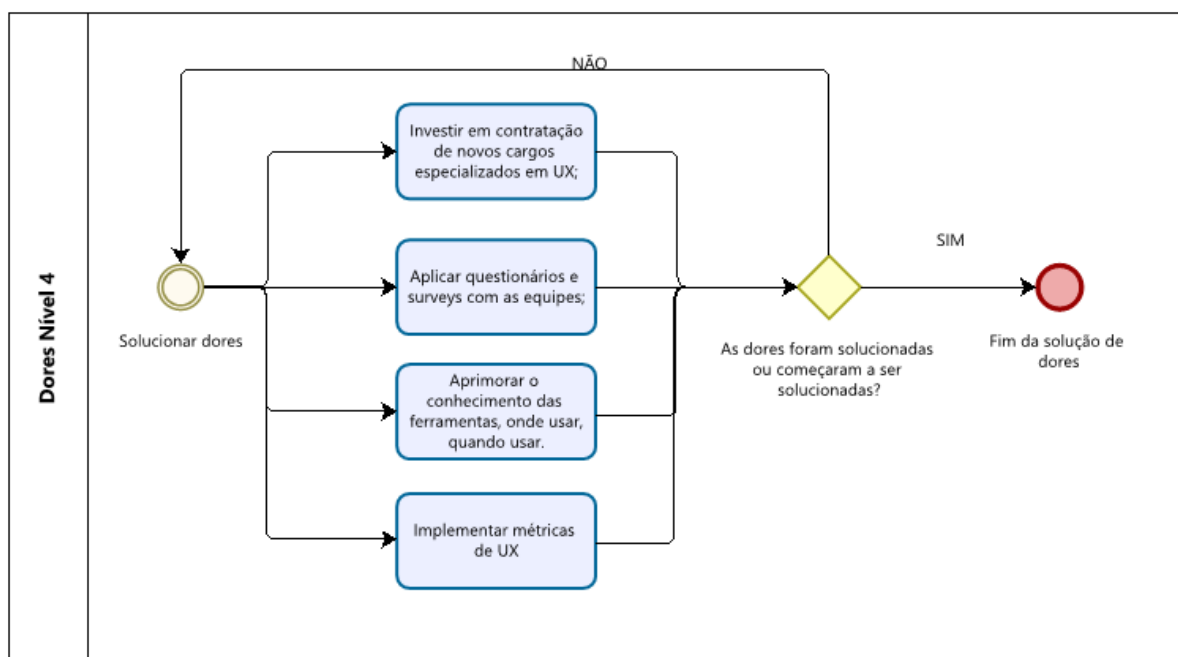 Dores Nível 4
NÃO
Investir em contratação
de novos cargos
especializados em UX;
Aplicar questionários e
surveys com as equipes;
Aprimorar o
conhecimento das
ferramentas, onde usar,
quando usar.
Implementar métricas
de UX
Solucionar dores
As dores foram solucionadas
ou começaram a ser
solucionadas?
SIM
Fim da solução de
dores